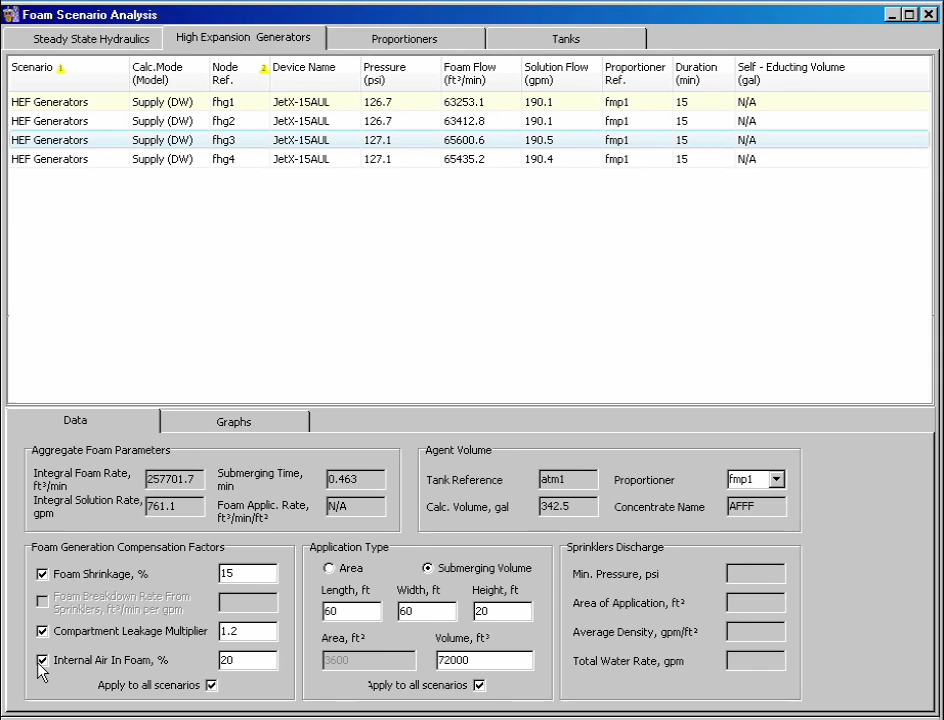 Foam Scenario Analysis
Steady State Hydraulics High Expansion Generators Proportioners Tanks
Scenario 1 Calc.Mode (Model) Node Ref. 2 Device Name Pressure (psi) Foam Flow (ft³/min) Solution Flow (gpm) Proportioner Ref. Duration (min) Self - Educting Volume (gal)
HEF Generators Supply (DW) fhg1 JetX-15AUL 126.7 63253.1 190.1 fmp1 15 N/A
HEF Generators Supply (DW) fhg2 JetX-15AUL 126.7 63412.8 190.1 fmp1 15 N/A
HEF Generators Supply (DW) fhg3 JetX-15AUL 127.1 65600.6 190.5 fmp1 15 N/A
HEF Generators Supply (DW) fhg4 JetX-15AUL 127.1 65435.2 190.4 fmp1 15 N/A
Data Graphs
Aggregate Foam Parameters
Integral Foam Rate, ft³/min 257701.7 Submerging Time, min 0.463
Integral Solution Rate, gpm 761.1 Foam Applic. Rate, ft³/min/ft² N/A
Agent Volume
Tank Reference atm1 Proportioner fmp1
Calc. Volume, gal 342.5 Concentrate Name AFFF
Foam Generation Compensation Factors
Foam Shrinkage, % 15
Foam Breakdown Rate From Sprinklers, ft³/min per gpm
Compartment Leakage Multiplier 1.2
Internal Air In Foam, % 20
Apply to all scenarios
Application Type
Area Submerging Volume
Length, ft Width, ft Height, ft
60 60 20
Area, ft² Volume, ft³
3600 72000
Apply to all scenarios
Sprinklers Discharge
Min. Pressure, psi
Area of Application, ft²
Average Density, gpm/ft²
Total Water Rate, gpm